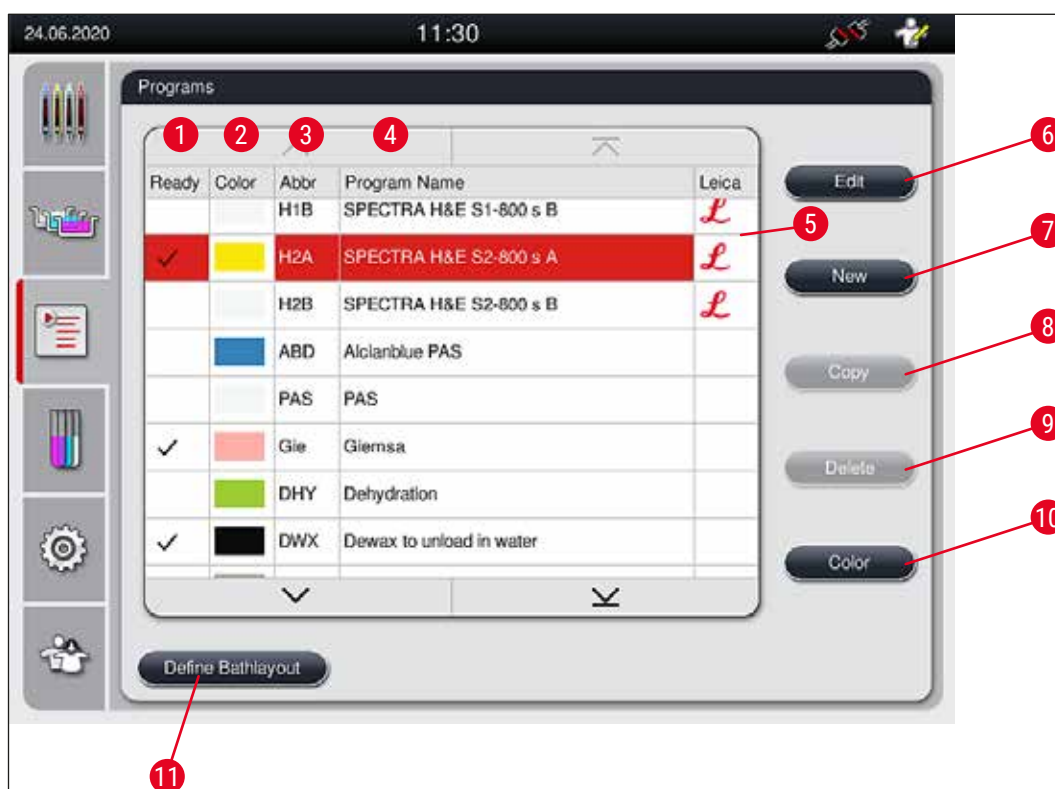 24.06.2020 11:30
Programs
1 2 3 4
Ready Color Abbr Program Name Leica
H1B SPECTRA H&E S1-800 s B
H2A SPECTRA H&E S2-800 s A
H2B SPECTRA H&E S2-800 s B
ABD Alcianblue PAS
PAS PAS
Gie Giemsa
DHY Dehydration
DWX Dewax to unload in water
5
Edit 6
New 7
Copy 8
Delete 9
Color 10
Define Bathlayout
11